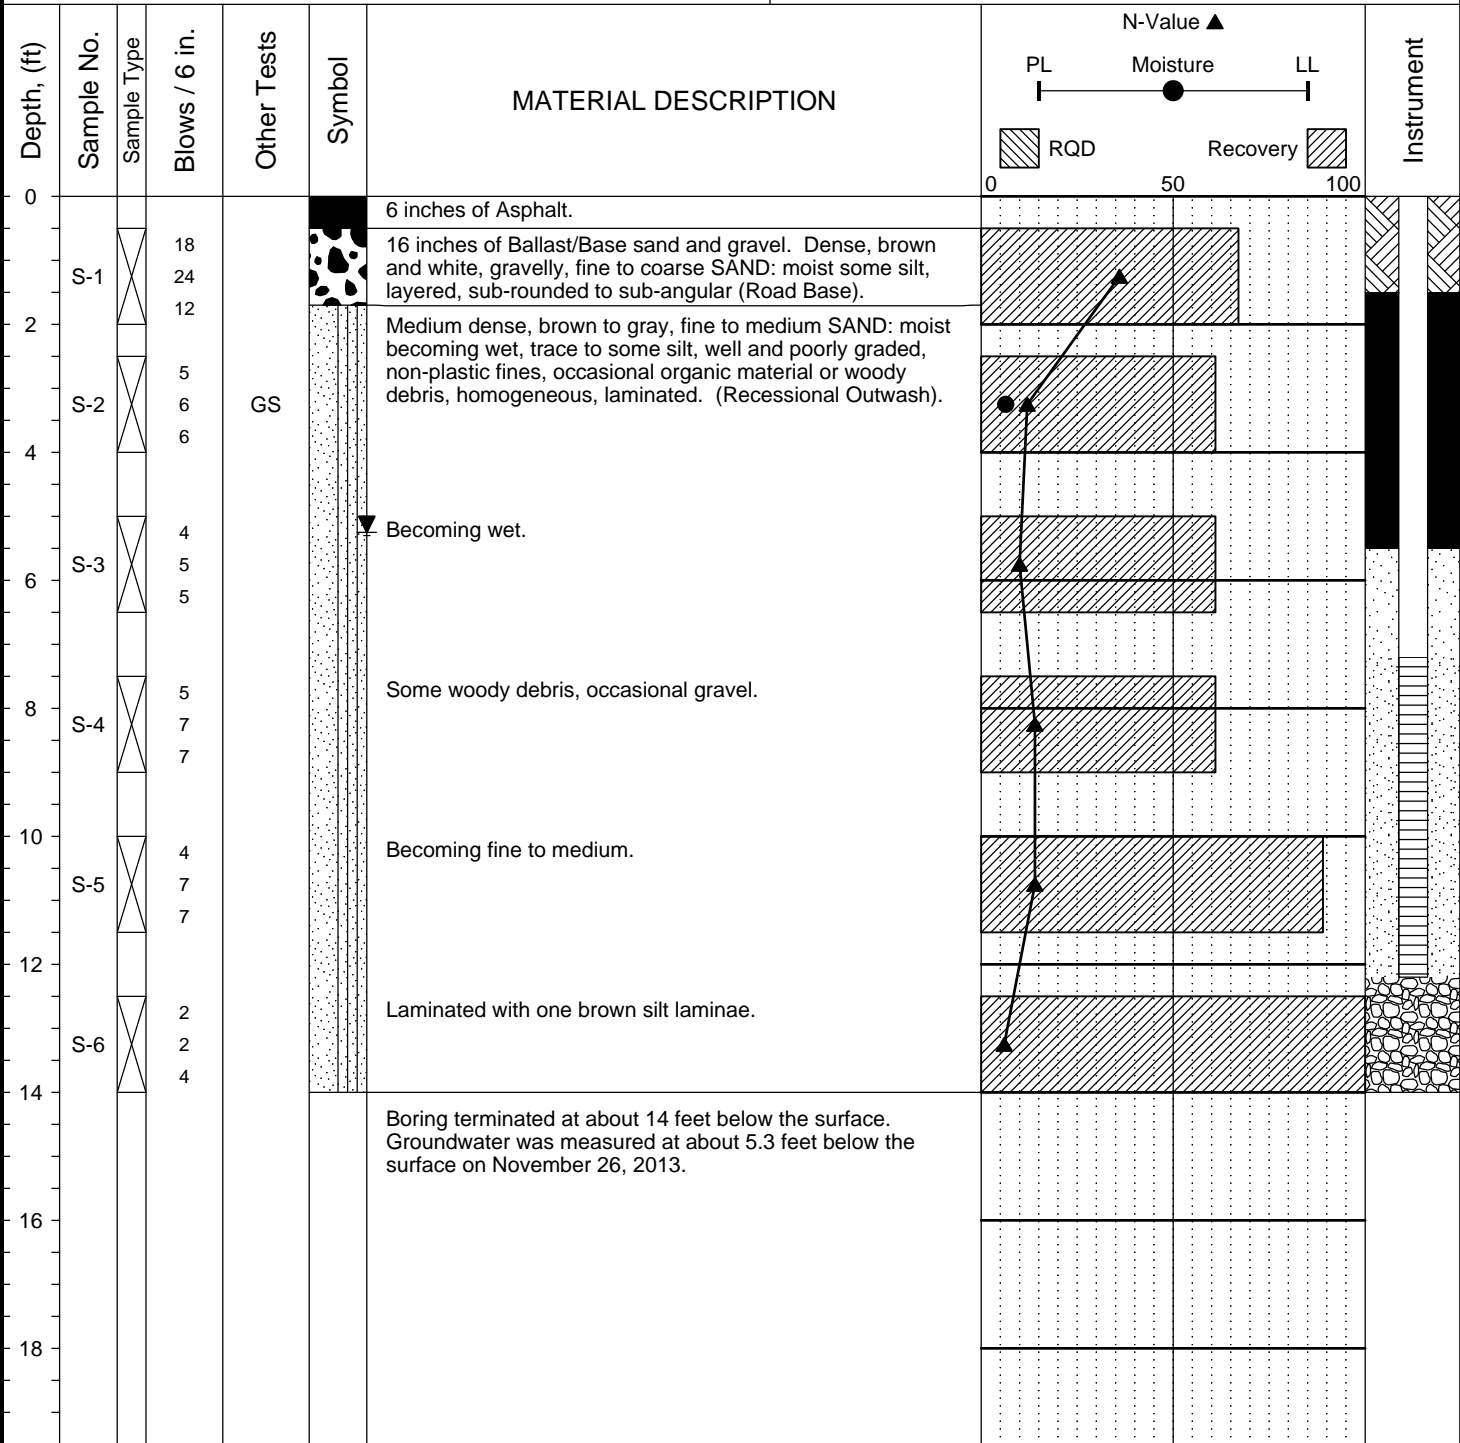 Depth, (ft)
Sample No.
Sample Type
Blows / 6 in.
Other Tests
Symbol
MATERIAL DESCRIPTION
N-Value
PL Moisture LL
RQD Recovery
0 50 100
Instrument
0
6 inches of Asphalt.
S-1
18
24
12
16 inches of Ballast/Base sand and gravel. Dense, brown
and white, gravelly, fine to coarse SAND: moist some silt,
layered, sub-rounded to sub-angular (Road Base).
2
Medium dense, brown to gray, fine to medium SAND: moist
becoming wet, trace to some silt, well and poorly graded,
non-plastic fines, occasional organic material or woody
debris, homogeneous, laminated. (Recessional Outwash).
S-2
5
6
6
GS
4
S-3
4
5
5
Becoming wet.
6
S-4
5
7
7
Some woody debris, occasional gravel.
8
10
S-5
4
7
7
Becoming fine to medium.
12
S-6
2
2
4
Laminated with one brown silt laminae.
14
Boring terminated at about 14 feet below the surface.
Groundwater was measured at about 5.3 feet below the
surface on November 26, 2013.
16
18